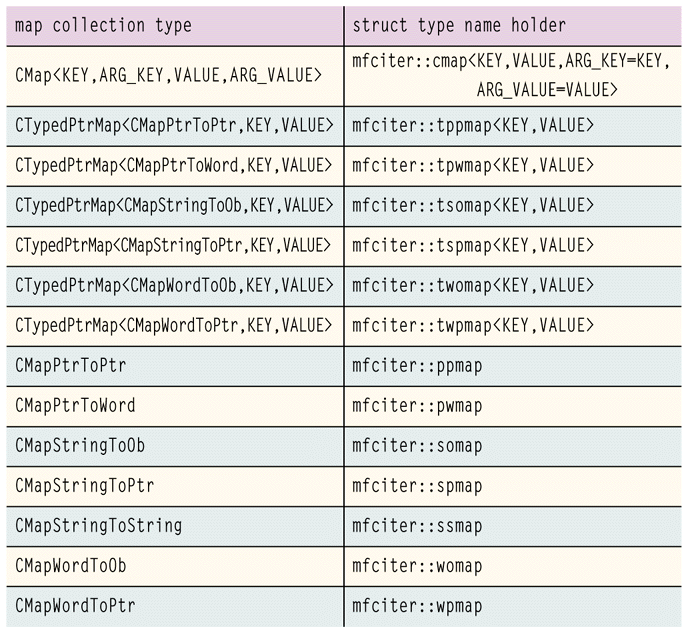 map collection type struct type name holder
CMap<KEY,ARG_KEY,VALUE,ARG_VALUE> mfciter::cmap<KEY,VALUE,ARG_KEY=KEY,
ARG_VALUE=VALUE>
CTypedPtrMap<CMapPtrToPtr,KEY,VALUE> mfciter::tppmap<KEY,VALUE>
CTypedPtrMap<CMapPtrToWord,KEY,VALUE> mfciter::tpwmap<KEY,VALUE>
CTypedPtrMap<CMapStringToOb,KEY,VALUE> mfciter::tsomap<KEY,VALUE>
CTypedPtrMap<CMapStringToPtr,KEY,VALUE> mfciter::tspmap<KEY,VALUE>
CTypedPtrMap<CMapWordToOb,KEY,VALUE> mfciter::twomap<KEY,VALUE>
CTypedPtrMap<CMapWordToPtr,KEY,VALUE> mfciter::twpmap<KEY,VALUE>
CMapPtrToPtr mfciter::ppmap
CMapPtrToWord mfciter::pwmap
CMapStringToOb mfciter::somap
CMapStringToPtr mfciter::spmap
CMapStringToString mfciter::ssmap
CMapWordToOb mfciter::womap
CMapWordToPtr mfciter::wpmap